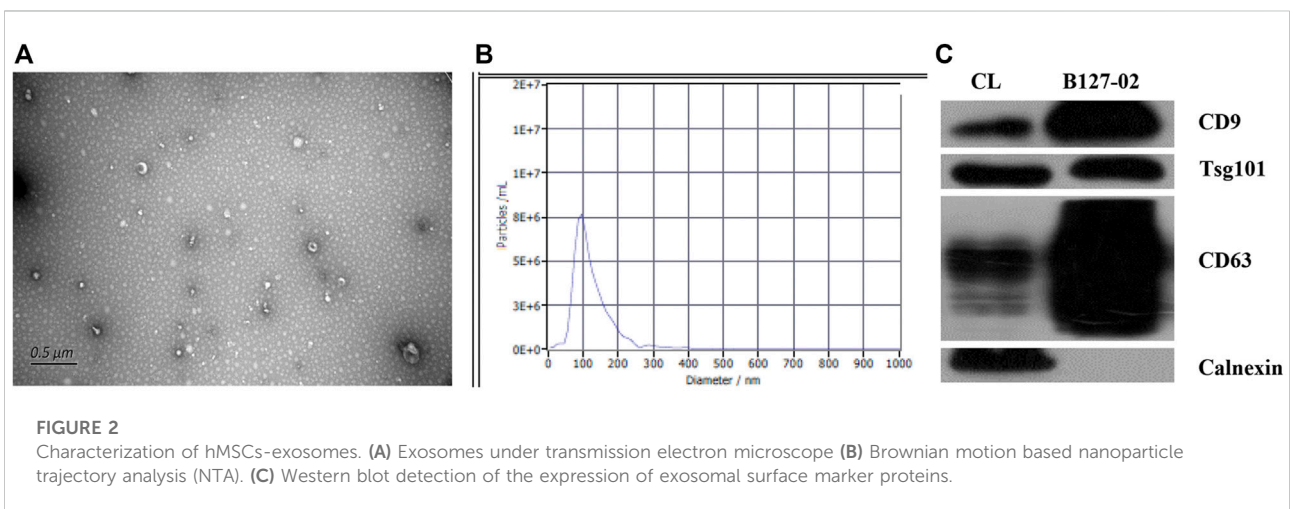 A
B
C
0.5 µm
2E+7
1E+7
1E+7
8E+6
5E+6
3E+6
0E+0
Particles /mL
0 100 200 300 400 500 600 700 800 900 1000
Diameter / nm
CL B127-02
CD9
Tsg101
CD63
Calnexin
FIGURE 2
Characterization of hMSCs-exosomes. (A) Exosomes under transmission electron microscope (B) Brownian motion based nanoparticle
trajectory analysis (NTA). (C) Western blot detection of the expression of exosomal surface marker proteins.